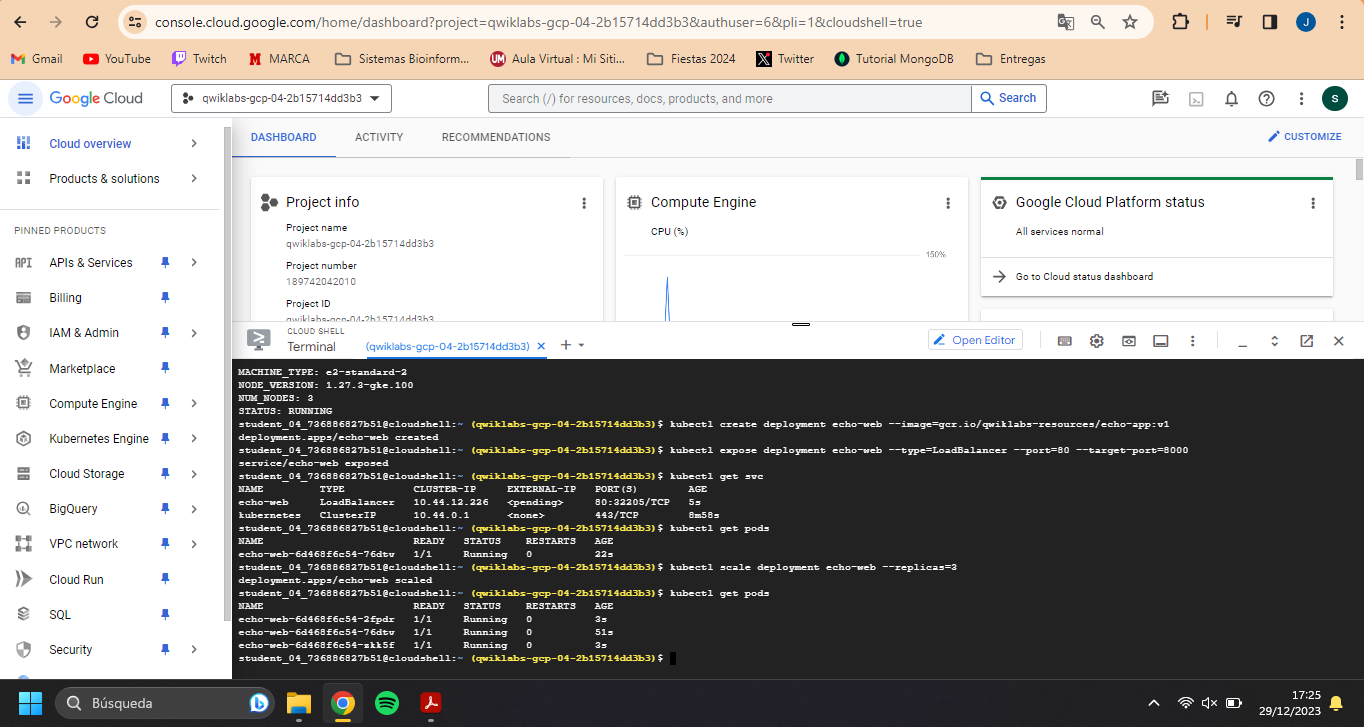 console.cloud.google.com/home/dashboard?project=qwiklabs-gcp-04-2b15714dd3b3&authuser=6&pli=1&cloudshell=true
J
Gmail YouTube Twitch MARCA Sistemas Bioinform... Aula Virtual : Mi Siti... Fiestas 2024 Twitter Tutorial MongoDB Entregas
Google Cloud qwiklabs-gcp-04-2b15714dd3b3 Search (/) for resources, docs, products, and more Search S
Cloud overview
Products & solutions
PINNED PRODUCTS
APIs & Services
Billing
IAM & Admin
Marketplace
Compute Engine
Kubernetes Engine
Cloud Storage
BigQuery
VPC network
Cloud Run
SQL
Security
DASHBOARD ACTIVITY RECOMMENDATIONS CUSTOMIZE
Project info
Project name
qwiklabs-gcp-04-2b15714dd3b3
Project number
189742042010
Project ID
qwiklabs-gcp-04-2b15714dd3b3
Compute Engine
CPU (%)
150%
Google Cloud Platform status
All services normal
Go to Cloud status dashboard
CLOUD SHELL
Terminal (qwiklabs-gcp-04-2b15714dd3b3) Open Editor
MACHINE_TYPE: e2-standard-2
NODE_VERSION: 1.27.3-gke.100
NUM_NODES: 3
STATUS: RUNNING
student_04_736886827b51@cloudshell:~ (qwiklabs-gcp-04-2b15714dd3b3)$ kubectl create deployment echo-web --image=gcr.io/qwiklabs-resources/echo-app:v1
deployment.apps/echo-web created
student_04_736886827b51@cloudshell:~ (qwiklabs-gcp-04-2b15714dd3b3)$ kubectl expose deployment echo-web --type=LoadBalancer --port=80 --target-port=8000
service/echo-web exposed
student_04_736886827b51@cloudshell:~ (qwiklabs-gcp-04-2b15714dd3b3)$ kubectl get svc
NAME TYPE CLUSTER-IP EXTERNAL-IP PORT(S) AGE
echo-web LoadBalancer 10.44.12.226 <pending> 80:32205/TCP 5s
kubernetes ClusterIP 10.44.0.1 <none> 443/TCP 8m58s
student_04_736886827b51@cloudshell:~ (qwiklabs-gcp-04-2b15714dd3b3)$ kubectl get pods
NAME READY STATUS RESTARTS AGE
echo-web-6d468f6c54-76dtv 1/1 Running 0 22s
student_04_736886827b51@cloudshell:~ (qwiklabs-gcp-04-2b15714dd3b3)$ kubectl scale deployment echo-web --replicas=3
deployment.apps/echo-web scaled
student_04_736886827b51@cloudshell:~ (qwiklabs-gcp-04-2b15714dd3b3)$ kubectl get pods
NAME READY STATUS RESTARTS AGE
echo-web-6d468f6c54-2fpdr 1/1 Running 0 3s
echo-web-6d468f6c54-76dtv 1/1 Running 0 51s
echo-web-6d468f6c54-zkk5f 1/1 Running 0 3s
student_04_736886827b51@cloudshell:~ (qwiklabs-gcp-04-2b15714dd3b3)$
Búsqueda
17:25
29/12/2023